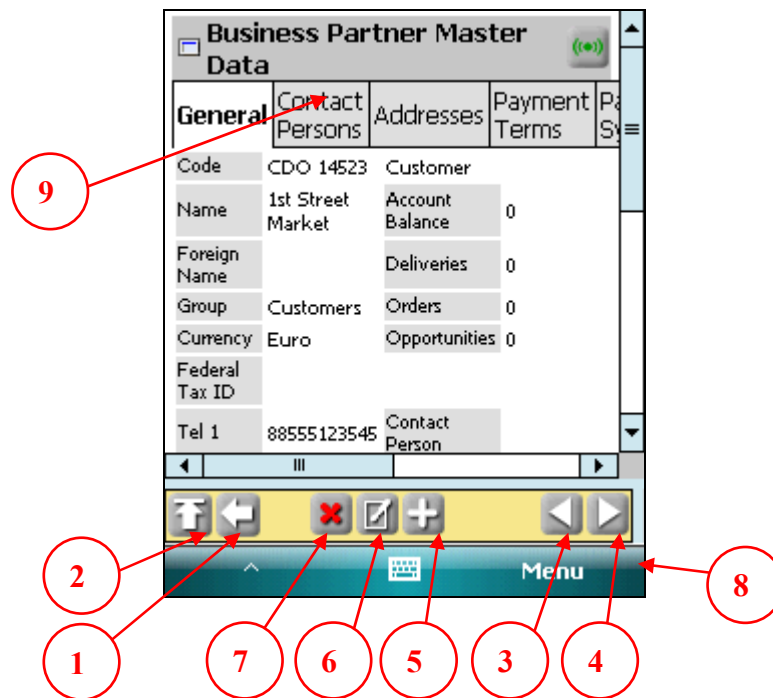 Business Partner Master
Data
General
Contact
Persons
Addresses
Payment
Terms
Code CDO 14523 Customer
Name 1st Street
Market Account
Balance 0
Foreign
Name Deliveries 0
Group Customers Orders 0
Currency Euro Opportunities 0
Federal
Tax ID
Tel 1 88555123545 Contact
Person
Menu
9
2
8
1
7
6
5
3
4